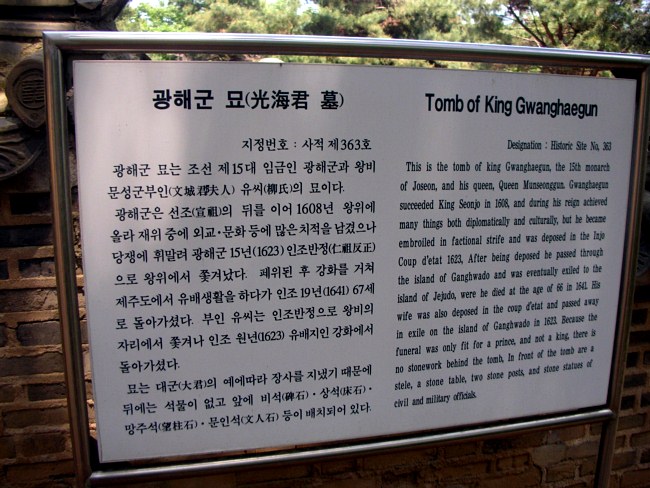 광해군 묘(光海君 墓)
지정번호 : 사적 제363호
광해군 묘는 조선 제15대 임금인 광해군과 왕비
문성군부인(文城郡夫人) 유씨(柳氏)의 묘이다.
광해군은 선조(宣祖)의 뒤를 이어 1608년 왕위에
올라 재위 중에 외교·문화 등에 많은 치적을 남겼으나
당쟁에 휘말려 광해군 15년(1623) 인조반정(仁祖反正)
으로 왕위에서 쫓겨났다. 폐위된 후 강화를 거쳐
제주도에서 유배생활을 하다가 인조 19년(1641) 67세
로 돌아가셨다. 부인 유씨는 인조반정으로 왕비의
자리에서 쫓겨나 인조 원년(1623) 유배지인 강화에서
돌아가셨다.
묘는 대군(大君)의 예에따라 장사를 지냈기 때문에
뒤에는 석물이 없고 앞에 비석(碑石)·상석(床石)·
망주석(望柱石)·문인석(文人石) 등이 배치되어 있다.
Tomb of King Gwanghaegun
Designation : Historic Site No, 363
This is the tomb of king Gwanghaegun, the 15th monarch
of Joseon, and his queen, Queen Munseonggun. Gwanghaegun
succeeded King Seonjo in 1608, and during his reign achieved
many things both diplomatically and culturally, but he became
embroiled in factional strife and was deposed in the Injo
Coup d'etat 1623, After being deposed be passed through
the island of Ganghwado and was eventually exiled to the
island of Jejudo, were he died at the age of 66 in 1641. His
wife was also deposed in the coup d'etat and passed away
in exile on the island of Ganghwado in 1623. Because the
funeral was only fit for a prince, and not a king, there is
no stonework behind the tomb. In front of the tomb are a
stele, a stone table, two stone posts, and stone statues of
civil and military officials.